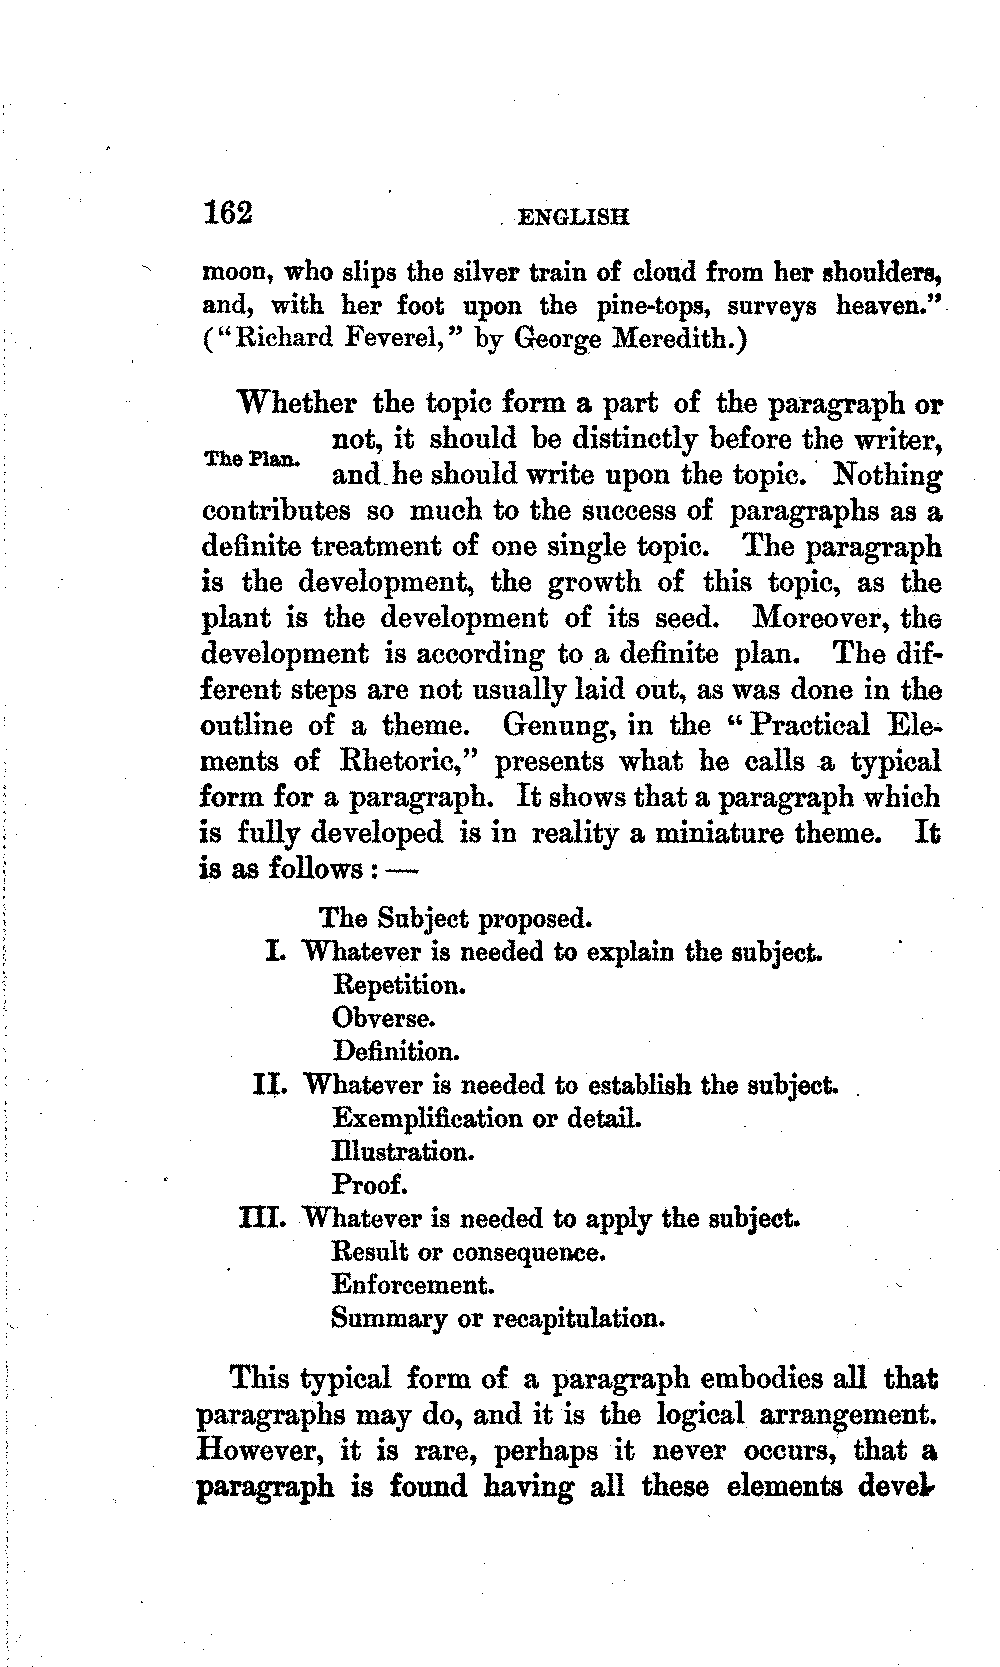 162 ENGLISH
moon, who slips the silver train of cloud from her shoulders,
and, with her foot upon the pine-tops, surveys heaven."
("Richard Feverel," by George Meredith.)
Whether the topic form a part of the paragraph or
not, it should be distinctly before the writer,
The Plan.
and he should write upon the topic. Nothing
contributes so much to the success of paragraphs as a
definite treatment of one single topic. The paragraph
is the development, the growth of this topic, as the
plant is the development of its seed. Moreover, the
development is according to a definite plan. The dif-
ferent steps are not usually laid out, as was done in the
outline of a theme. Genung, in the "Practical Ele-
ments of Rhetoric," presents what he calls a typical
form for a paragraph. It shows that a paragraph which
is fully developed is in reality a miniature theme. It
is as follows: —
The Subject proposed.
I. Whatever is needed to explain the subject.
Repetition.
Obverse.
Definition.
II. Whatever is needed to establish the subject.
Exemplification or detail.
Illustration.
Proof.
III. Whatever is needed to apply the subject.
Result or consequence.
Enforcement.
Summary or recapitulation.
This typical form of a paragraph embodies all that
paragraphs may do, and it is the logical arrangement.
However, it is rare, perhaps it never occurs, that a
paragraph is found having all these elements devel-